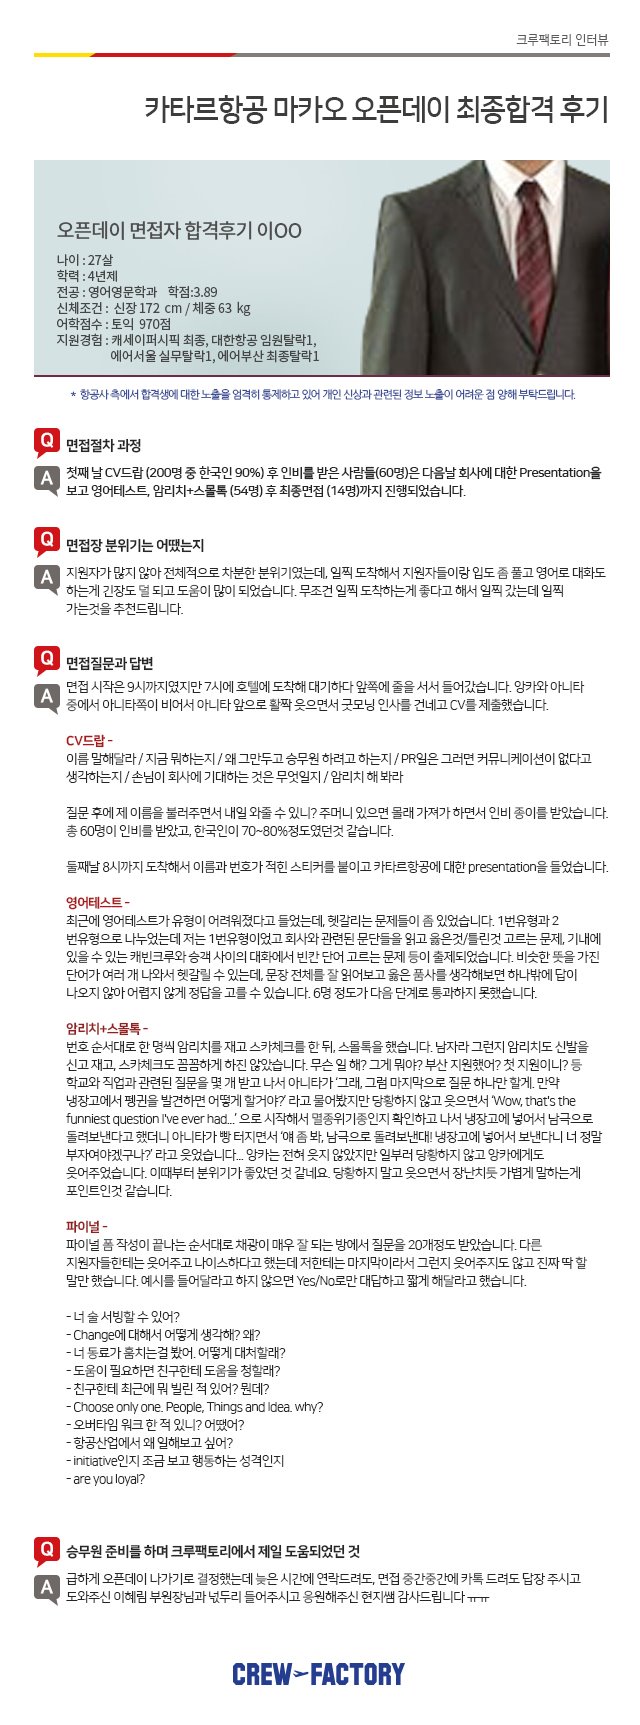 크루팩토리 인터뷰
카타르항공 마카오 오픈데이 최종합격 후기
오픈데이 면접자 합격후기 이OO
나이 : 27살
학력 : 4년제
전공 : 영어영문학과 학점:3.89
신체조건 : 신장 172 cm / 체중 63 kg
어학점수 : 토익 970점
지원경험 : 캐세이퍼시픽 최종, 대한항공 임원탈락1,
에어서울 실무탈락1, 에어부산 최종탈락1
* 항공사 측에서 합격생에 대한 노출을 엄격히 통제하고 있어 개인 신상과 관련된 정보 노출이 어려운 점 양해 부탁드립니다.
Q 면접절차 과정
A 첫째 날 CV드랍 (200명 중 한국인 90%) 후 인비를 받은 사람들(60명)은 다음날 회사에 대한 Presentation을
보고 영어테스트, 암리치+스몰톡 (54명) 후 최종면접 (14명)까지 진행되었습니다.
Q 면접장 분위기는 어땠는지
A 지원자가 많지 않아 전체적으로 차분한 분위기였는데, 일찍 도착해서 지원자들이랑 입도 좀 풀고 영어로 대화도
하는게 긴장도 덜 되고 도움이 많이 되었습니다. 무조건 일찍 도착하는게 좋다고 해서 일찍 갔는데 일찍
가는것을 추천드립니다.
Q 면접질문과 답변
A 면접 시작은 9시까지였지만 7시에 호텔에 도착해 대기하다 앞쪽에 줄을 서서 들어갔습니다. 앙카와 아니타
중에서 아니타쪽이 비어서 아니타 앞으로 활짝 웃으면서 굿모닝 인사를 건네고 CV를 제출했습니다.
CV드랍 -
이름 말해달라 / 지금 뭐하는지 / 왜 그만두고 승무원 하려고 하는지 / PR일은 그러면 커뮤니케이션이 없다고
생각하는지 / 손님이 회사에 기대하는 것은 무엇일지 / 암리치 해 봐라
질문 후에 제 이름을 불러주면서 내일 와줄 수 있니? 주머니 있으면 몰래 가져가 하면서 인비 종이를 받았습니다.
총 60명이 인비를 받았고, 한국인이 70~80%정도였던것 같습니다.
둘째날 8시까지 도착해서 이름과 번호가 적힌 스티커를 붙이고 카타르항공에 대한 presentation을 들었습니다.
영어테스트 -
최근에 영어테스트가 유형이 어려워졌다고 들었는데, 헷갈리는 문제들이 좀 있었습니다. 1번유형과 2
번유형으로 나누었는데 저는 1번유형이었고 회사와 관련된 문단들을 읽고 옳은것/틀린것 고르는 문제, 기내에
있을 수 있는 캐빈크루와 승객 사이의 대화에서 빈칸 단어 고르는 문제 등이 출제되었습니다. 비슷한 뜻을 가진
단어가 여러 개 나와서 헷갈릴 수 있는데, 문장 전체를 잘 읽어보고 옳은 품사를 생각해보면 하나밖에 답이
나오지 않아 어렵지 않게 정답을 고를 수 있습니다. 6명 정도가 다음 단계로 통과하지 못했습니다.
암리치+스몰톡 -
번호 순서대로 한 명씩 암리치를 재고 스카체크를 한 뒤, 스몰톡을 했습니다. 남자라 그런지 암리치도 신발을
신고 재고, 스카체크도 꼼꼼하게 하진 않았습니다. 무슨 일 해? 그게 뭐야? 부산 지원했어? 첫 지원이니? 등
학교와 직업과 관련된 질문을 몇 개 받고 나서 아니타가 '그래, 그럼 마지막으로 질문 하나만 할게. 만약
냉장고에서 펭귄을 발견하면 어떻게 할거야?' 라고 물어봤지만 당황하지 않고 웃으면서 'Wow, that's the
funniest question I've ever had...' 으로 시작해서 멸종위기종인지 확인하고 나서 냉장고에 넣어서 남극으로
돌려보낸다고 했더니 아니타가 빵 터지면서 '얘 좀 봐, 남극으로 돌려보낸대! 냉장고에 넣어서 보낸다니 너 정말
부자여야겠구나?' 라고 웃었습니다... 앙카는 전혀 웃지 않았지만 일부러 당황하지 않고 앙카에게도
웃어주었습니다. 이때부터 분위기가 좋았던 것 같네요. 당황하지 말고 웃으면서 장난치듯 가볍게 말하는게
포인트인것 같습니다.
파이널 -
파이널 폼 작성이 끝나는 순서대로 채광이 매우 잘 되는 방에서 질문을 20개정도 받았습니다. 다른
지원자들한테는 웃어주고 나이스하다고 했는데 저한테는 마지막이라서 그런지 웃어주지도 않고 진짜 딱 할
말만 했습니다. 예시를 들어달라고 하지 않으면 Yes/No로만 대답하고 짧게 해달라고 했습니다.
- 너 술 서빙할 수 있어?
- Change에 대해서 어떻게 생각해? 왜?
- 너 동료가 훔치는걸 봤어. 어떻게 대처할래?
- 도움이 필요하면 친구한테 도움을 청할래?
- 친구한테 최근에 뭐 빌린 적 있어? 뭔데?
- Choose only one. People, Things and Idea. why?
- 오버타임 워크 한 적 있니? 어땠어?
- 항공산업에서 왜 일해보고 싶어?
- initiative인지 조금 보고 행동하는 성격인지
- are you loyal?
Q 승무원 준비를 하며 크루팩토리에서 제일 도움되었던 것
A 급하게 오픈데이 나가기로 결정했는데 늦은 시간에 연락드려도, 면접 중간중간에 카톡 드려도 답장 주시고
도와주신 이혜림 부원장님과 넋두리 들어주시고 응원해주신 현지쌤 감사드립니다 ㅠㅠ
CREW FACTORY